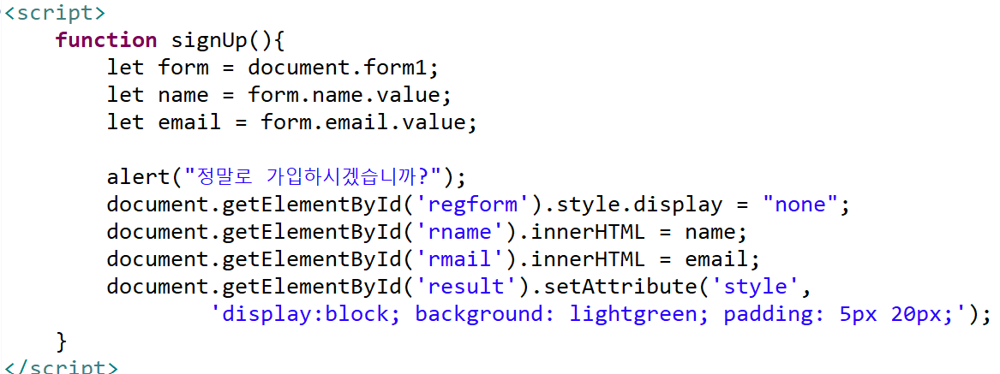 <script>
function signUp(){
let form = document.form1;
let name = form.name.value;
let email = form.email.value;
alert("정말로 가입하시겠습니까?");
document.getElementById('regform').style.display = "none";
document.getElementById('rname').innerHTML = name;
document.getElementById('rmail').innerHTML = email;
document.getElementById('result').setAttribute('style',
'display:block; background: lightgreen; padding: 5px 20px;');
}
</script>